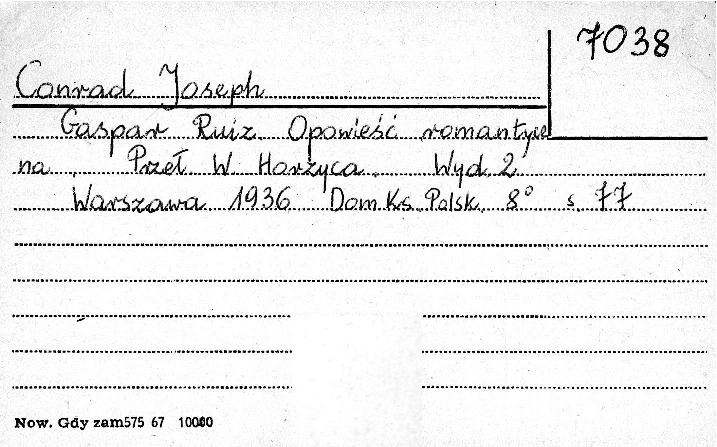 7038
Conrad Joseph
Gaspar Ruiz. Opowieść romantycz
na. Przeł. W. Horzyca. Wyd. 2
Warszawa 1936 Dom Ks. Polsk. 8° s. 77
Now. Gdy zam575 67 10000